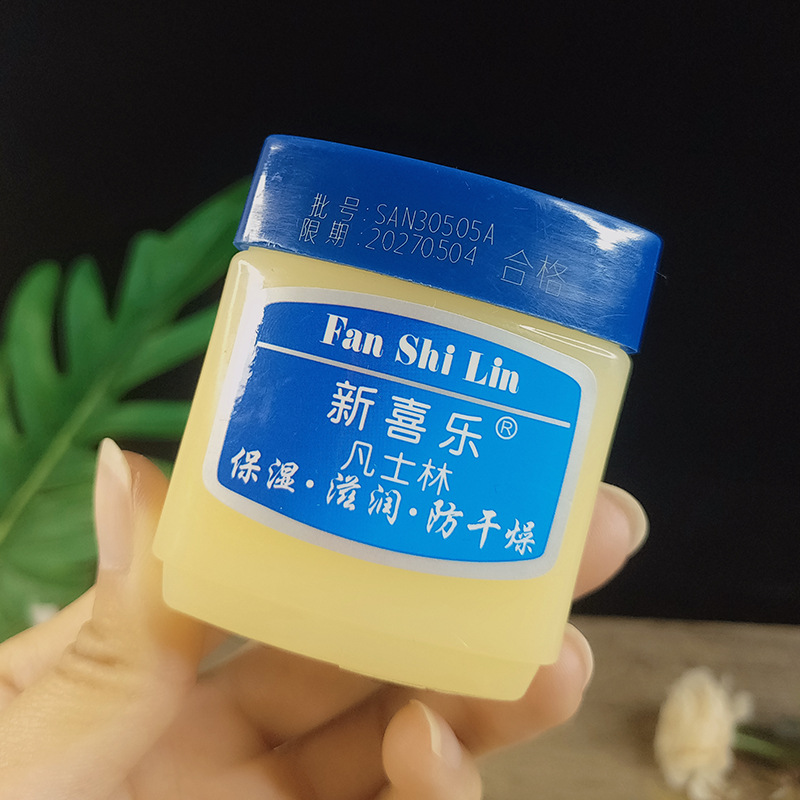 批号:SAN30505A
限期:20270504 合格
Fan Shi Lin
新喜乐®
凡士林
保湿·滋润·防干燥